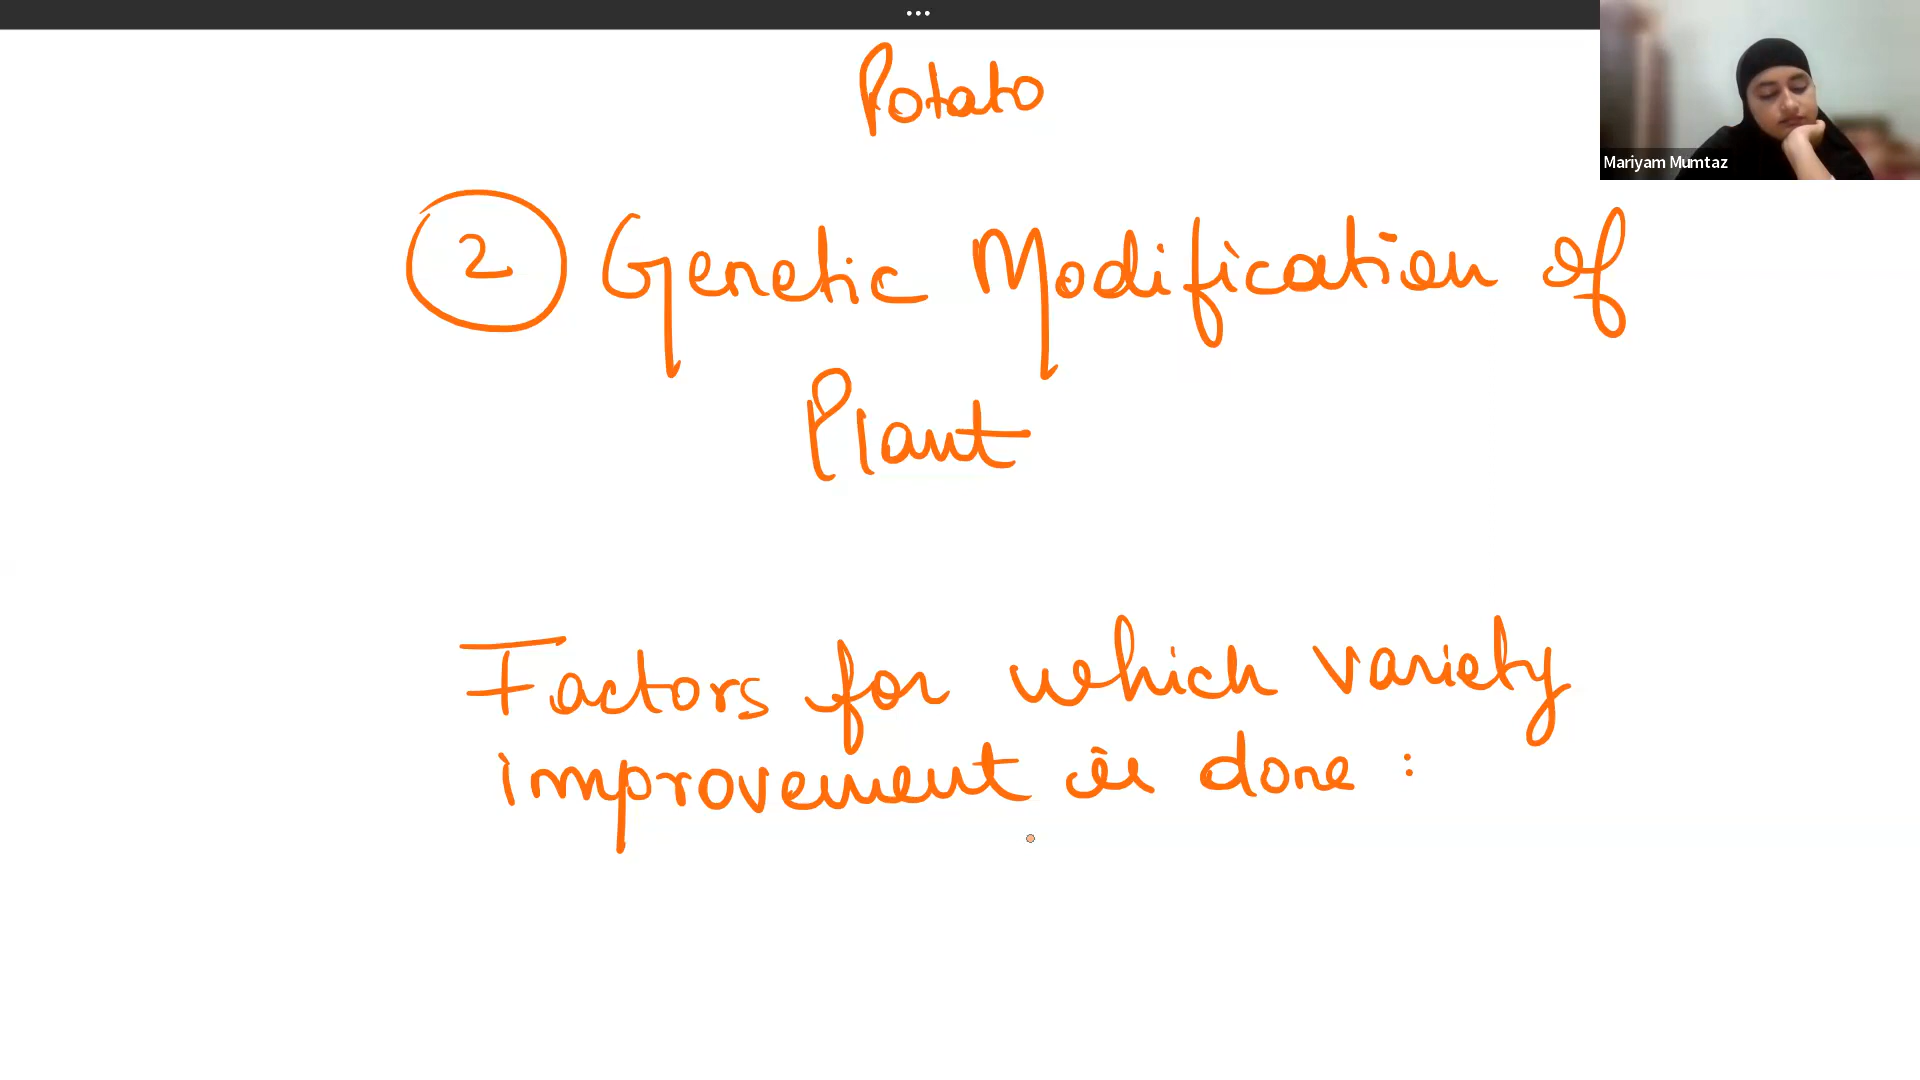 ...
Potato
Mariyam Mumtaz
2 Genetic Modification of
Plant
Factors for which variety
improvement is done :